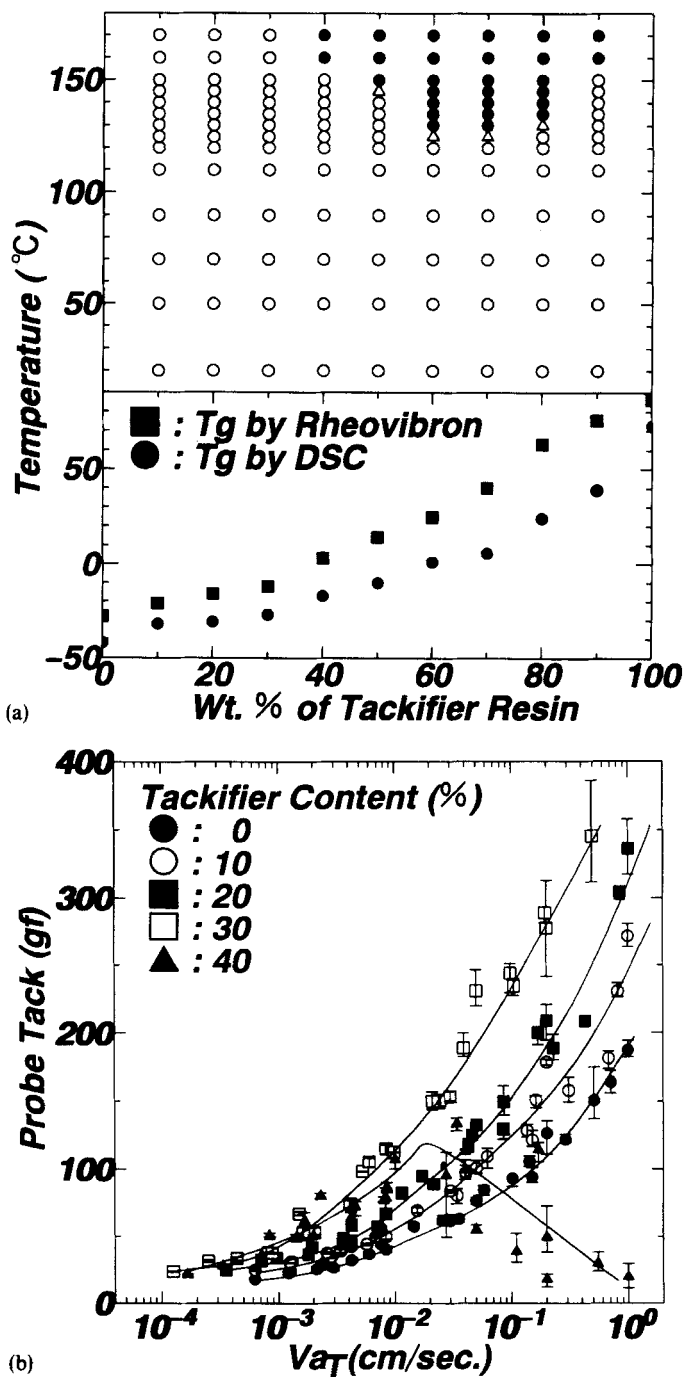 150
100
50
Temperature (°C)
■ : Tg by Rheovibron
● : Tg by DSC
50
0
-50
0 20 40 60 80 100
Wt. % of Tackifier Resin
(a)
400
300
200
100
0
Probe Tack (gf)
Tackifier Content (%)
● : 0
○ : 10
■ : 20
□ : 30
▲ : 40
10⁻⁴ 10⁻³ 10⁻² 10⁻¹ 10⁰
VaT(cm/sec.)
(b)